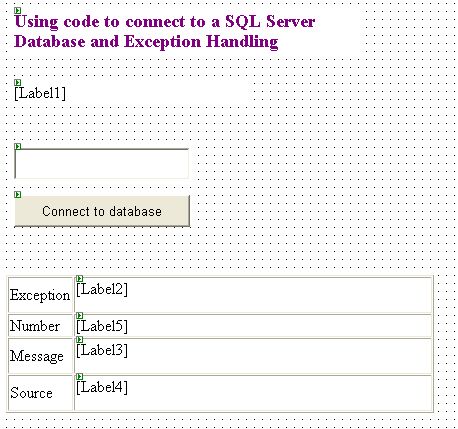 Using code to connect to a SQL Server
Database and Exception Handling
[Label1]
Connect to database
Exception [Label2]
Number [Label5]
Message [Label3]
Source [Label4]